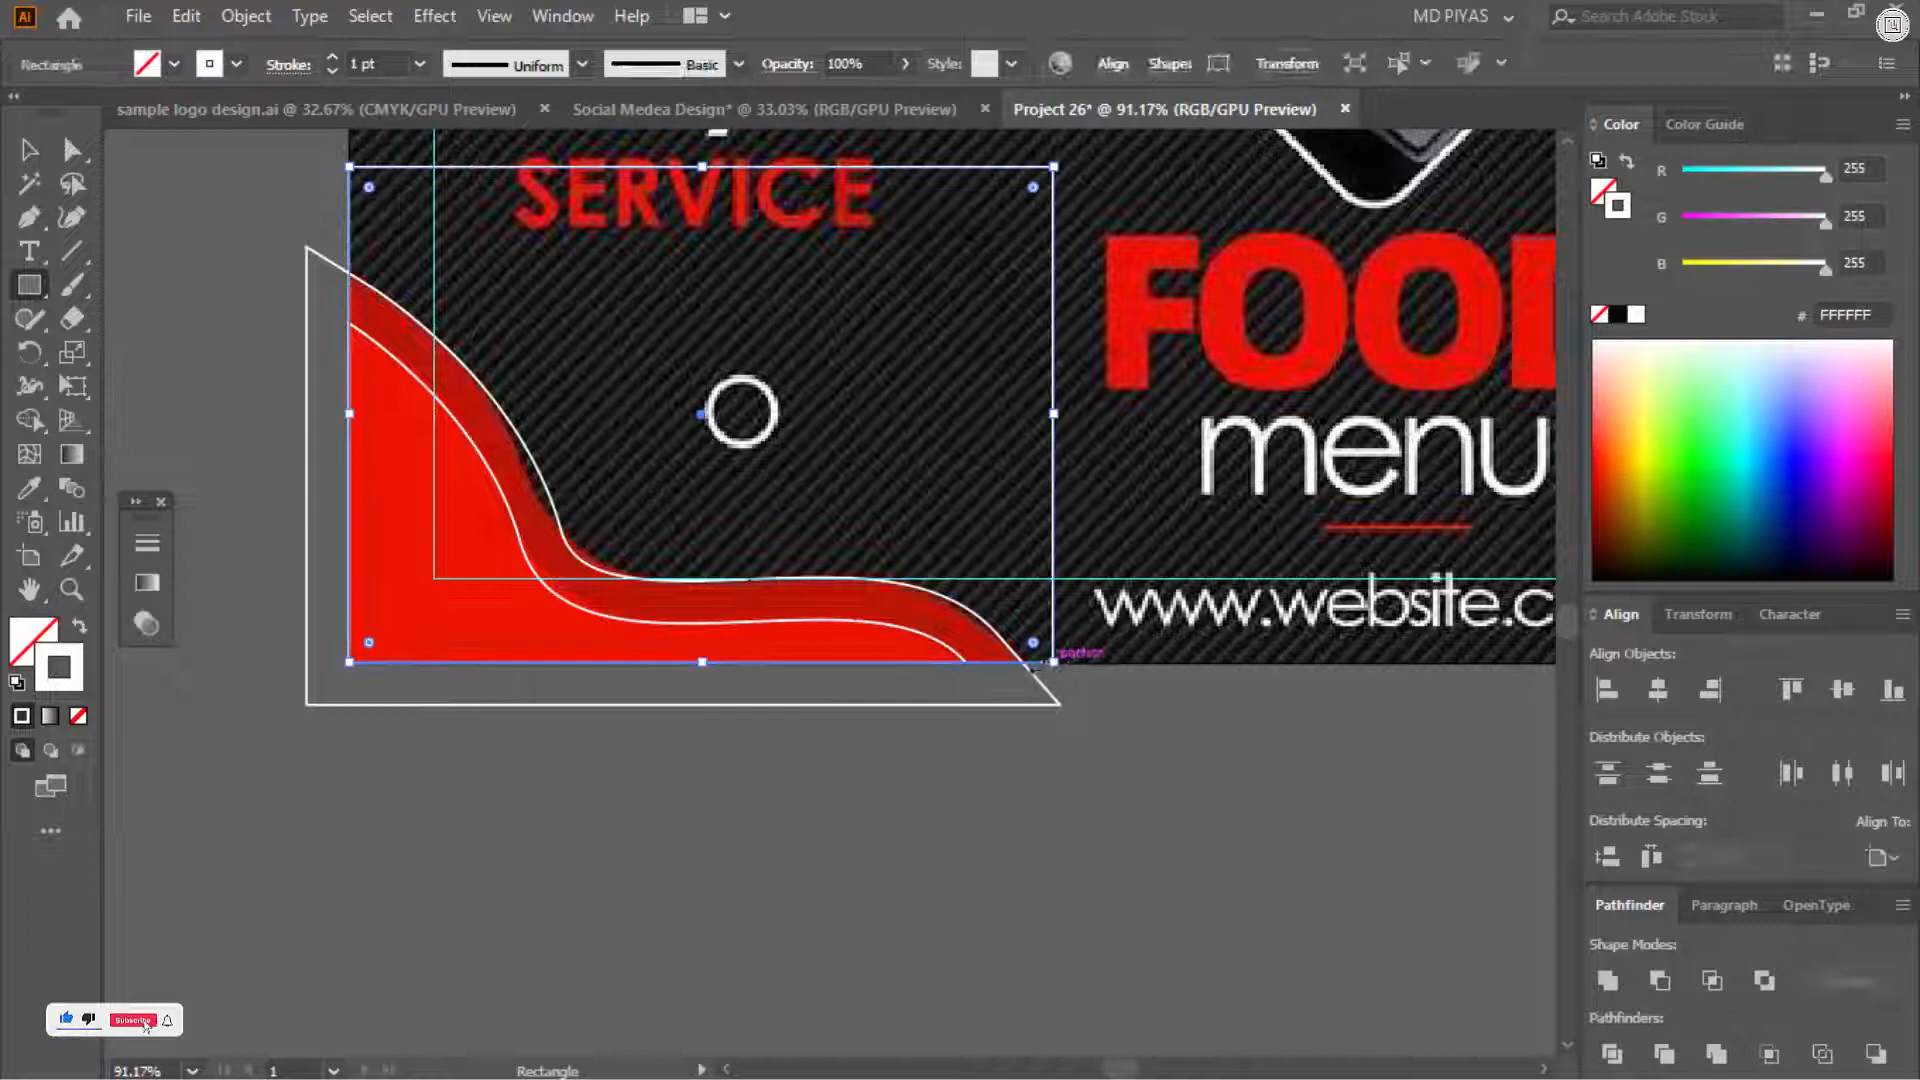 Ai File Edit Object Type Select Effect View Window Help MD PIYAS Search Adobe Stock
Rectangle Stroke: 1 pt Uniform Basic Opacity: 100% Style: Align Shape: Transform
sample logo design.ai @ 32.67% (CMYK/GPU Preview) Social Medea Design* @ 33.03% (RGB/GPU Preview) Project 26* @ 91.17% (RGB/GPU Preview)
Color Color Guide
R 255
G 255
B 255
# FFFFFF
SERVICE
FOO
menu
www.website.c
Align Transform Character
Align Objects:
Distribute Objects:
Distribute Spacing: Align To:
Pathfinder Paragraph OpenType
Shape Modes:
Pathfinders:
Subscribe
91.17% 1 Rectangle